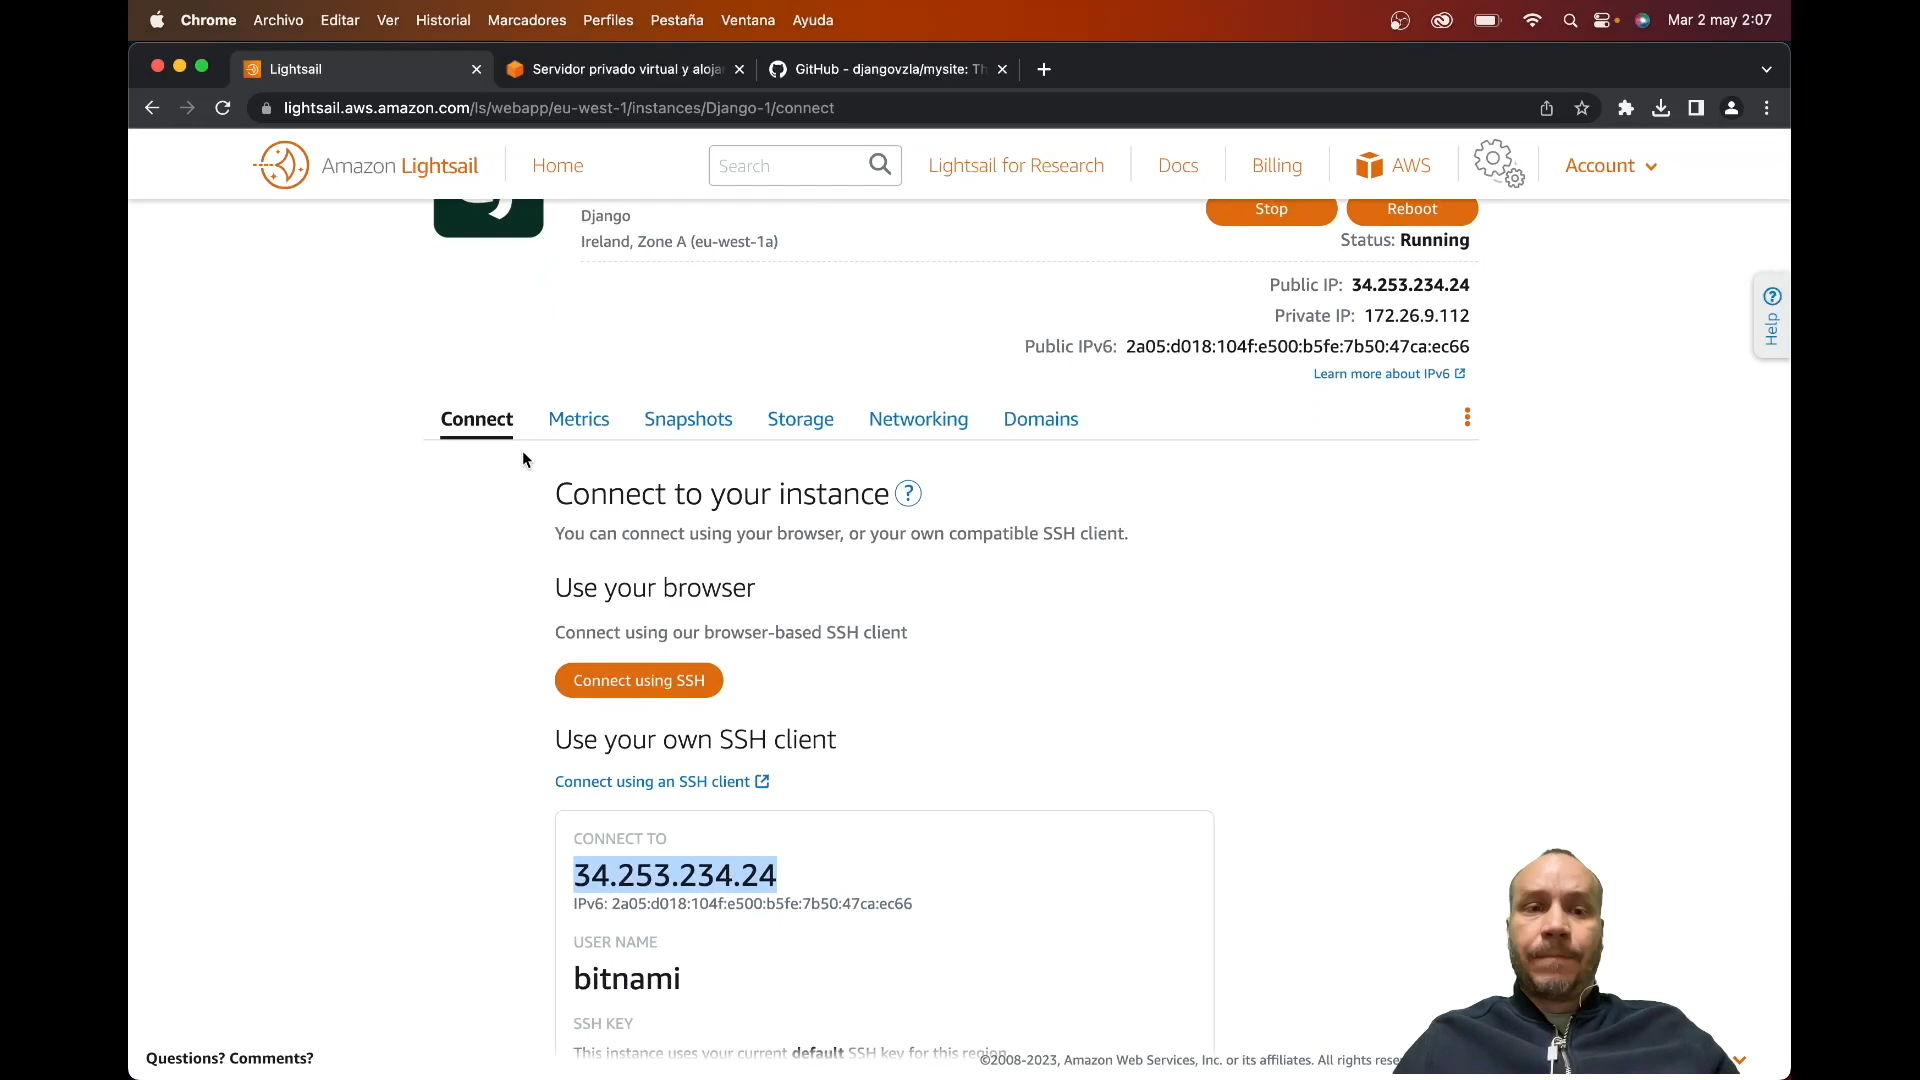 Chrome Archivo Editar Ver Historial Marcadores Perfiles Pestaña Ventana Ayuda Mar 2 may 2:07
Lightsail Servidor privado virtual y aloja GitHub - djangovzla/mysite: Th
lightsail.aws.amazon.com/ls/webapp/eu-west-1/instances/Django-1/connect
Amazon Lightsail Home Search Lightsail for Research Docs Billing AWS Account
Django Stop Reboot
Ireland, Zone A (eu-west-1a) Status: Running
Public IP: 34.253.234.24
Private IP: 172.26.9.112
Public IPv6: 2a05:d018:104f:e500:b5fe:7b50:47ca:ec66
Learn more about IPv6
? Help
Connect Metrics Snapshots Storage Networking Domains
Connect to your instance ?
You can connect using your browser, or your own compatible SSH client.
Use your browser
Connect using our browser-based SSH client
Connect using SSH
Use your own SSH client
Connect using an SSH client
CONNECT TO
34.253.234.24
IPv6: 2a05:d018:104f:e500:b5fe:7b50:47ca:ec66
USER NAME
bitnami
SSH KEY
This instance uses your current default SSH key for this region.
Questions? Comments? ©2008-2023, Amazon Web Services, Inc. or its affiliates. All rights rese